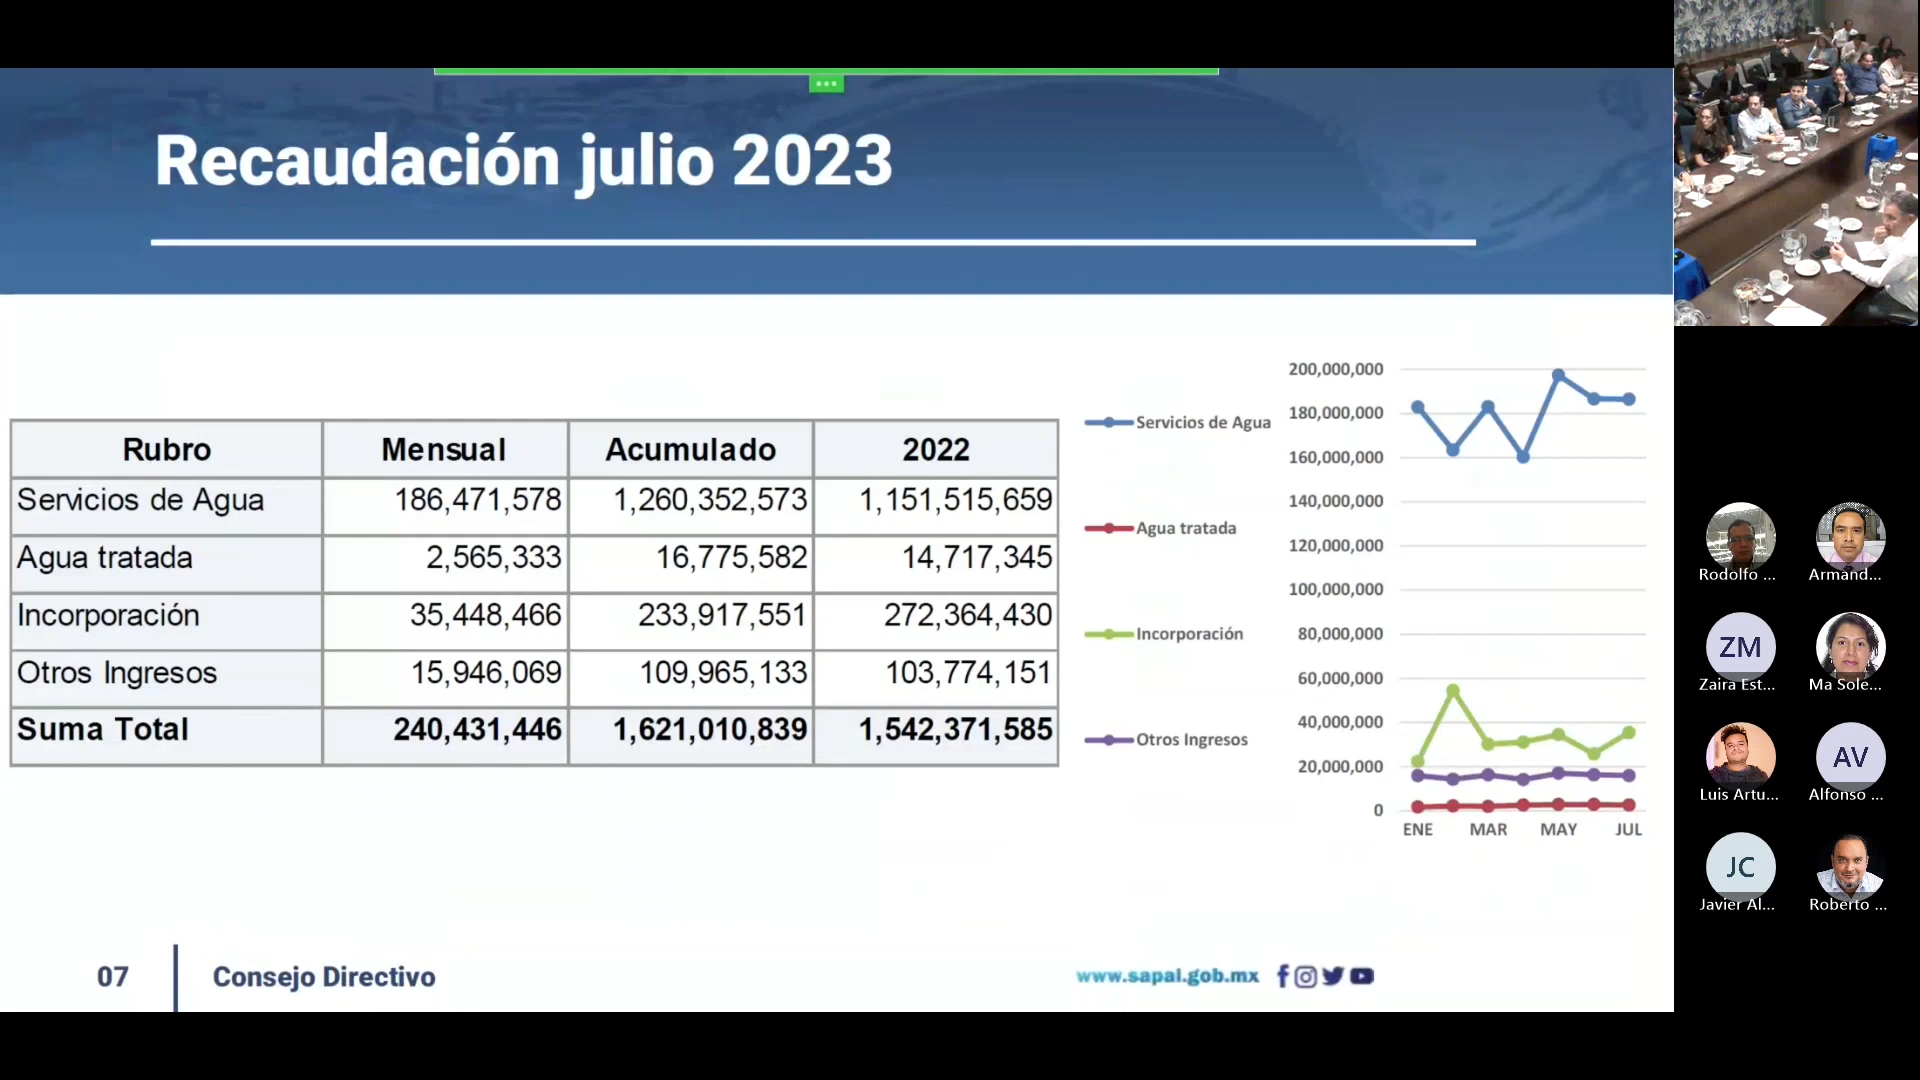 Recaudación julio 2023
Rubro Mensual Acumulado 2022
Servicios de Agua 186,471,578 1,260,352,573 1,151,515,659
Agua tratada 2,565,333 16,775,582 14,717,345
Incorporación 35,448,466 233,917,551 272,364,430
Otros Ingresos 15,946,069 109,965,133 103,774,151
Suma Total 240,431,446 1,621,010,839 1,542,371,585
Servicios de Agua
Agua tratada
Incorporación
Otros Ingresos
200,000,000
180,000,000
160,000,000
140,000,000
120,000,000
100,000,000
80,000,000
60,000,000
40,000,000
20,000,000
0
ENE MAR MAY JUL
07 Consejo Directivo
www.sapal.gob.mx
Rodolfo ... Armand...
ZM
Zaira Est... Ma Sole...
AV
Luis Artu... Alfonso ...
JC
Javier Al... Roberto ...